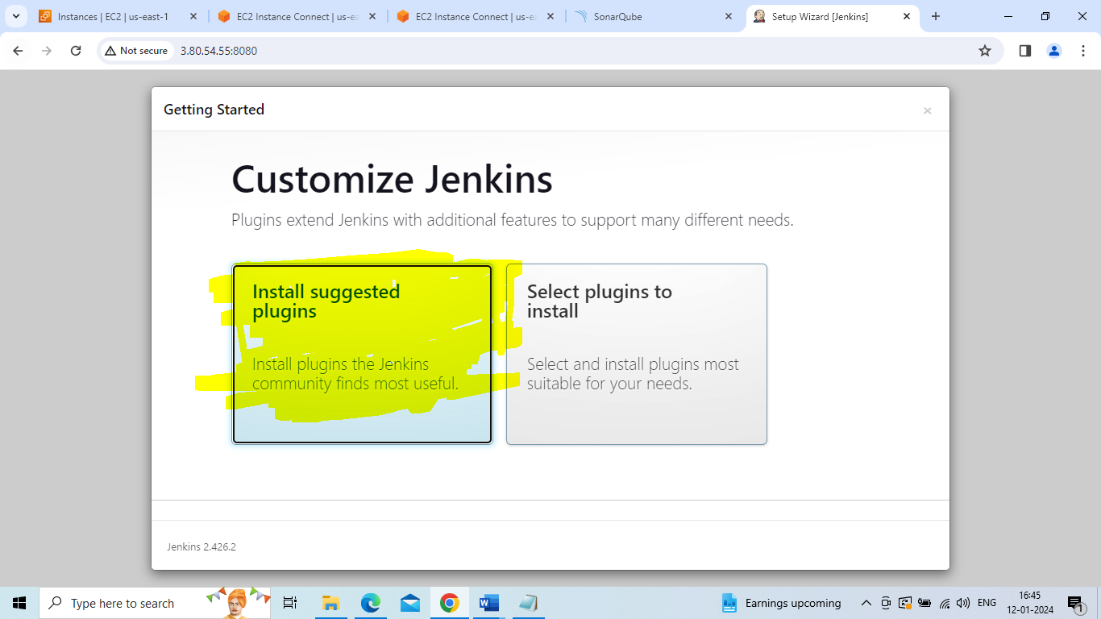 Instances | EC2 | us-east-1
EC2 Instance Connect | us-e
EC2 Instance Connect | us-e
SonarQube
Setup Wizard [Jenkins]
Not secure
3.80.54.55:8080
Getting Started
Customize Jenkins
Plugins extend Jenkins with additional features to support many different needs.
Install suggested
plugins
Install plugins the Jenkins
community finds most useful.
Select plugins to
install
Select and install plugins most
suitable for your needs.
Jenkins 2.426.2
Type here to search
Earnings upcoming
ENG
16:45
12-01-2024
1